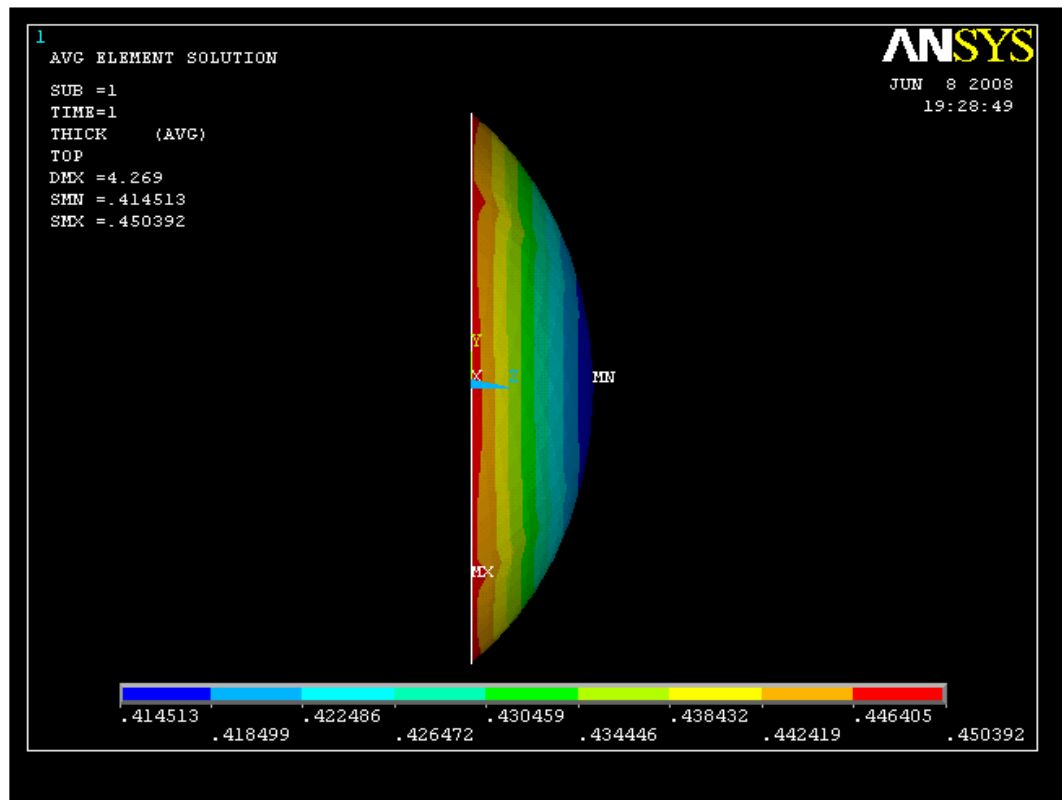 1
AVG ELEMENT SOLUTION
SUB =1
TIME=1
THICK (AVG)
TOP
DMX =4.269
SMN =.414513
SMX =.450392
ANSYS
JUN 8 2008
19:28:49
Y
X Z MN
MX
.414513 .422486 .430459 .438432 .446405
.418499 .426472 .434446 .442419 .450392